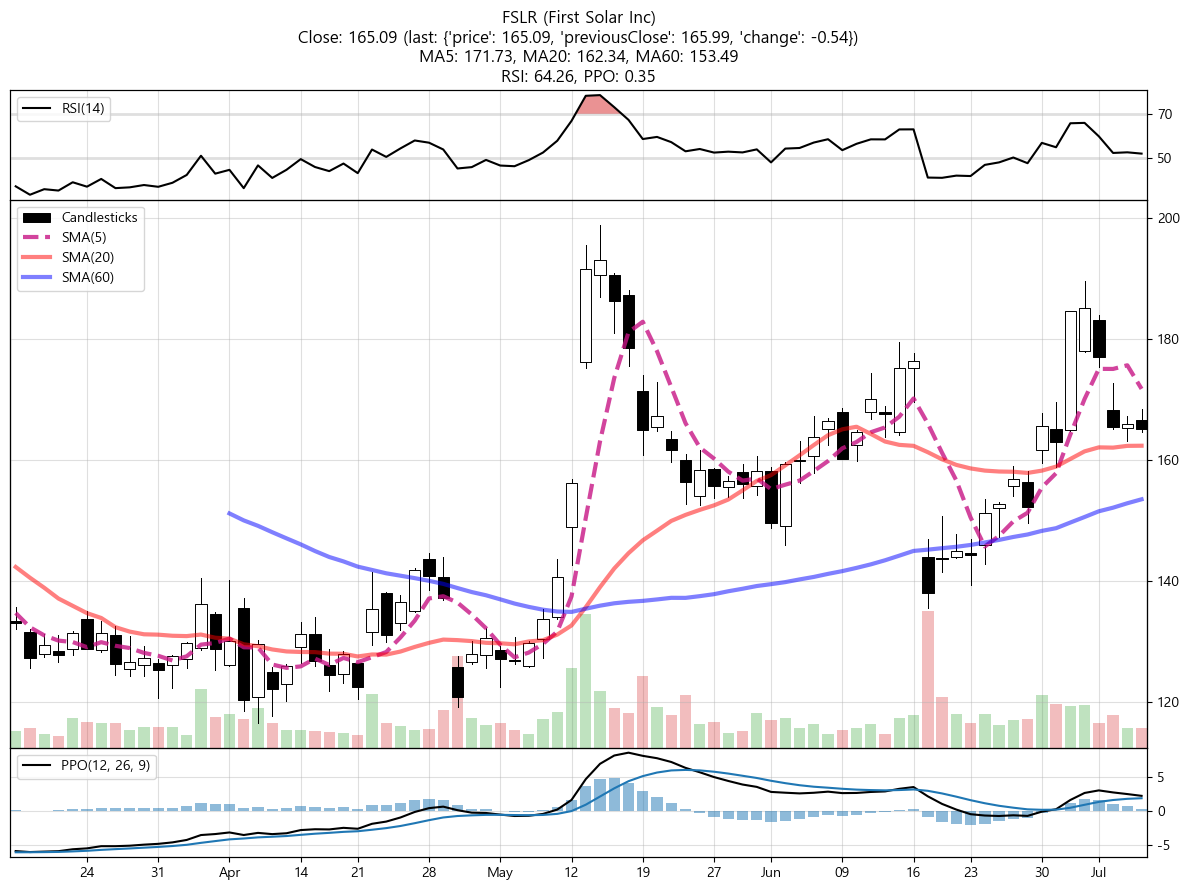 FSLR (First Solar Inc)
Close: 165.09 (last: {'price': 165.09, 'previousClose': 165.99, 'change': -0.54})
MA5: 171.73, MA20: 162.34, MA60: 153.49
RSI: 64.26, PPO: 0.35
RSI(14)
70
50
Candlesticks
SMA(5)
SMA(20)
SMA(60)
200
180
160
140
120
PPO(12, 26, 9)
5
0
-5
24 31 Apr 14 21 28 May 12 19 27 Jun 09 16 23 30 Jul